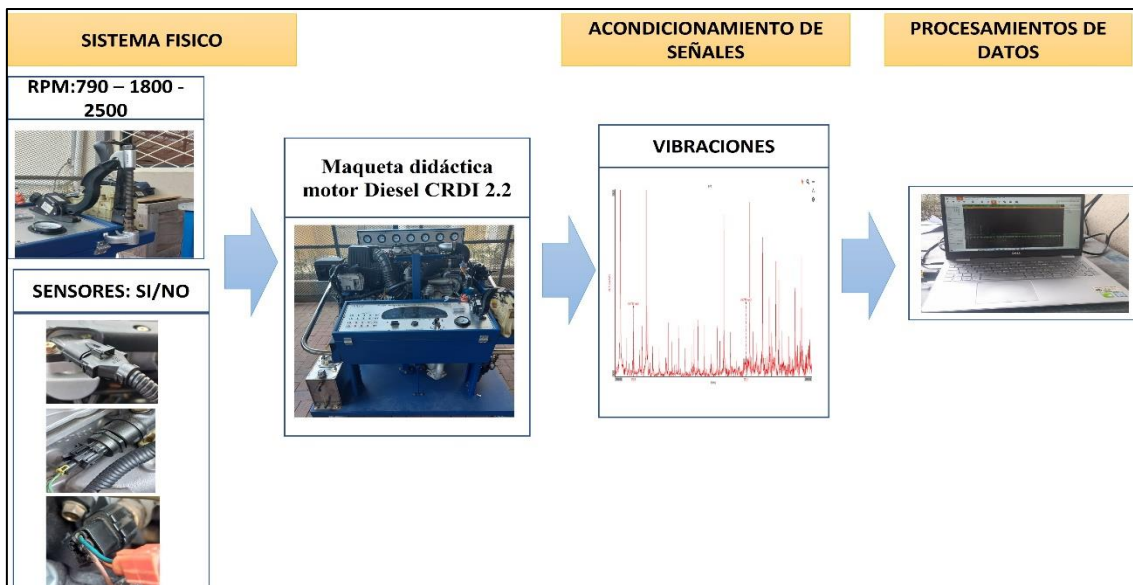 SISTEMA FISICO
ACONDICIONAMIENTO DE
SEÑALES
PROCESAMIENTOS DE
DATOS
RPM:790 – 1800 -
2500
SENSORES: SI/NO
Maqueta didáctica
motor Diesel CRDI 2.2
VIBRACIONES